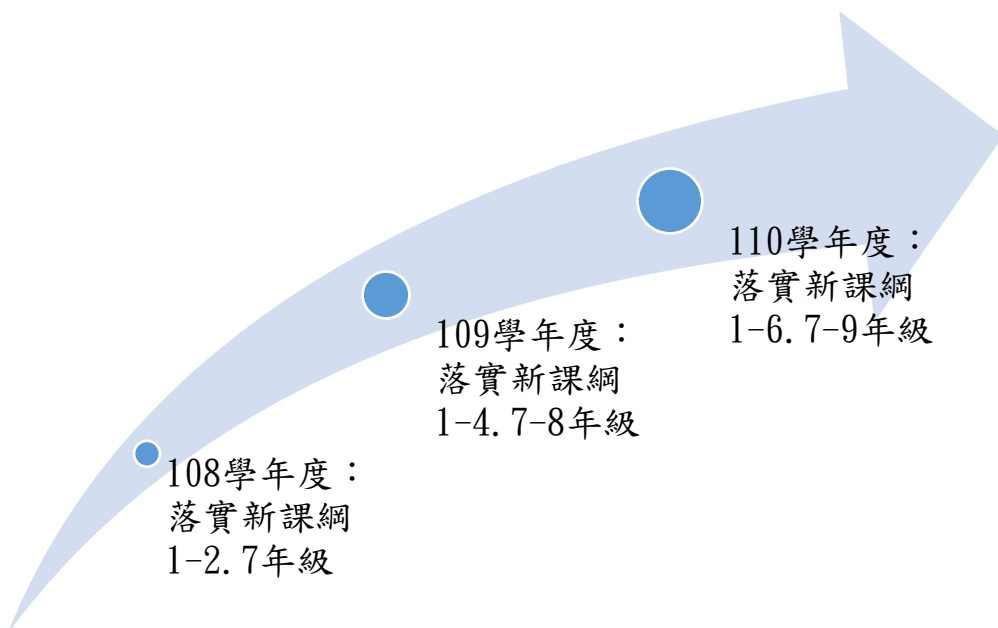 108學年度：
落實新課綱
1-2.7年級
109學年度：
落實新課綱
1-4.7-8年級
110學年度：
落實新課綱
1-6.7-9年級